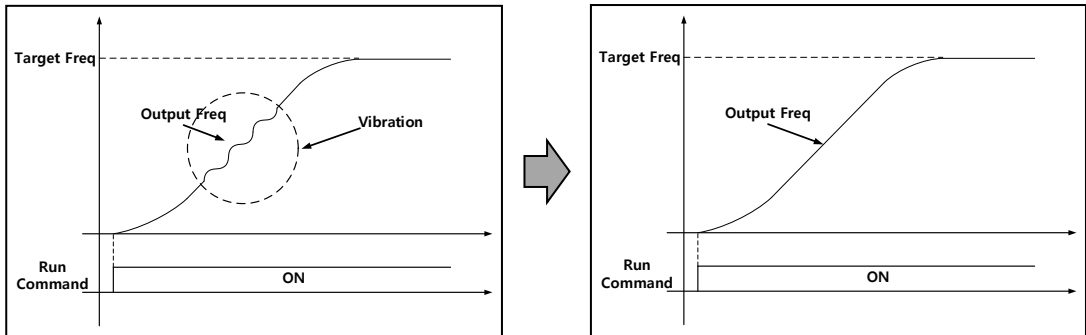 Target Freq
Output Freq
Vibration
Run
Command
ON
Target Freq
Output Freq
Run
Command
ON